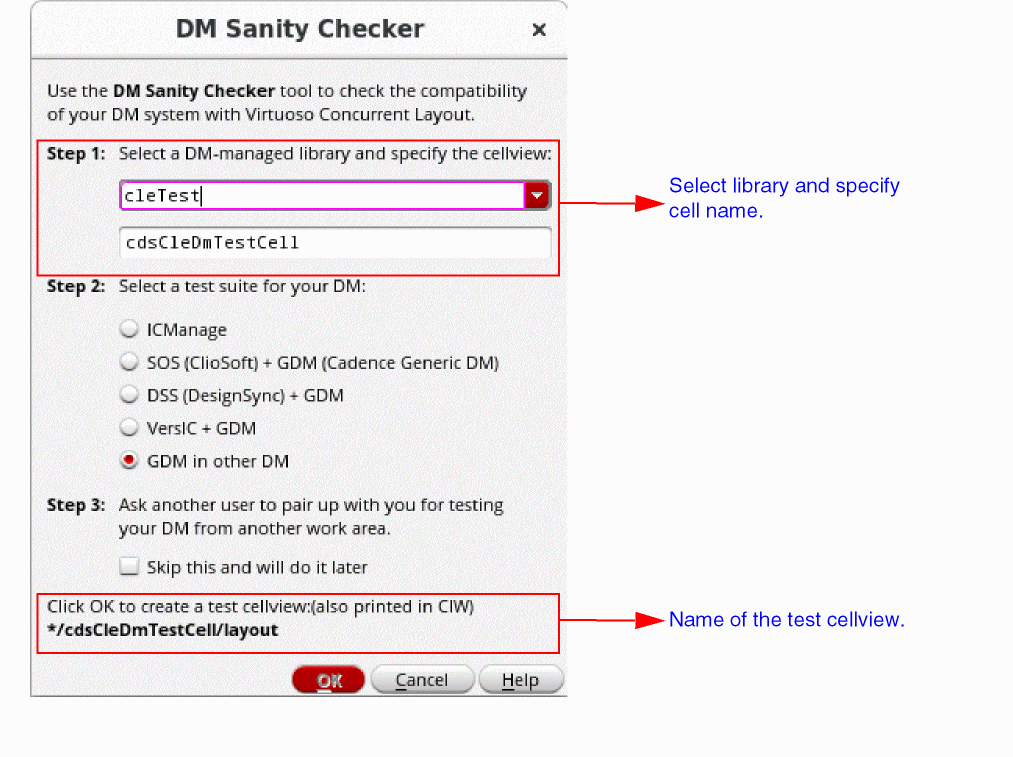 DM Sanity Checker
Use the DM Sanity Checker tool to check the compatibility
of your DM system with Virtuoso Concurrent Layout.
Step 1: Select a DM-managed library and specify the cellview:
cleTest
cdsCleDmTestCell
Select library and specify
cell name.
Step 2: Select a test suite for your DM:
ICManage
SOS (ClioSoft) + GDM (Cadence Generic DM)
DSS (DesignSync) + GDM
VersIC + GDM
GDM in other DM
Step 3: Ask another user to pair up with you for testing
your DM from another work area.
Skip this and will do it later
Click OK to create a test cellview:(also printed in CIW)
*/cdsCleDmTestCell/layout
Name of the test cellview.
OK Cancel Help